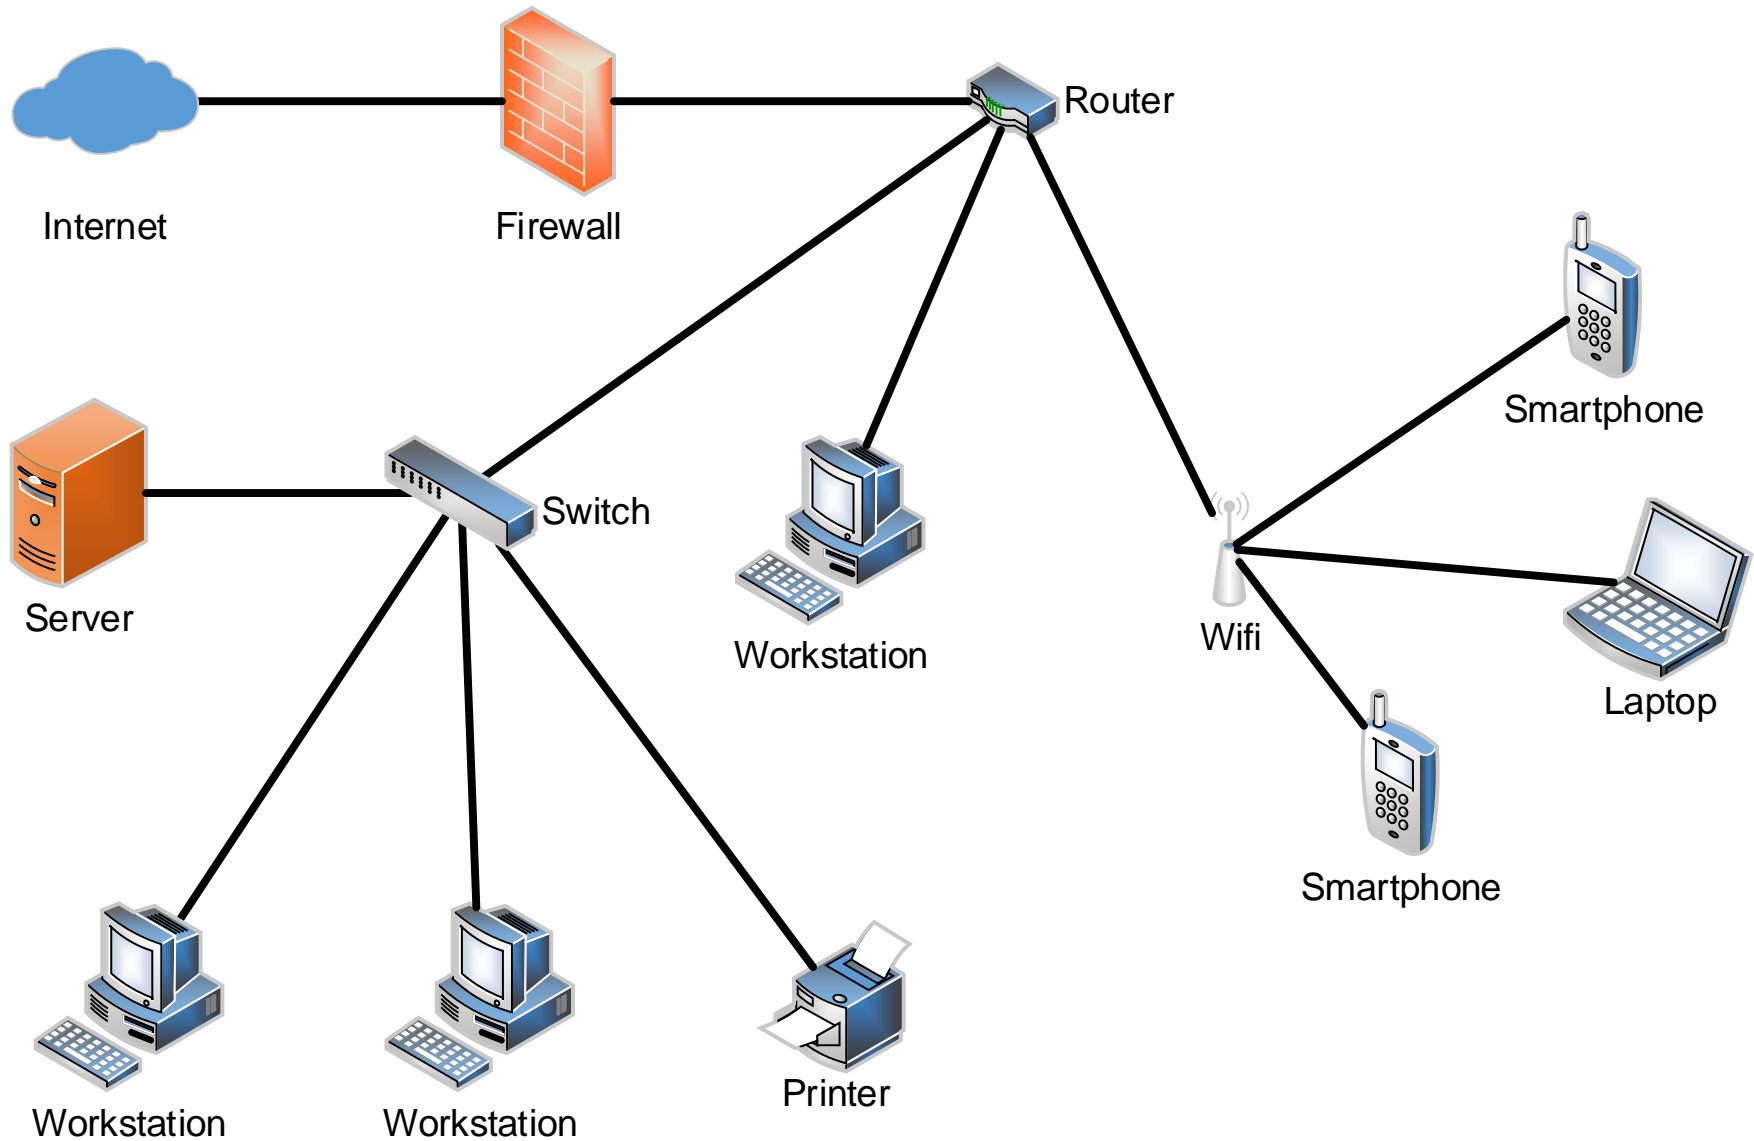 Router
Internet
Firewall
Smartphone
Switch
Server
Wifi
Workstation
Laptop
Smartphone
Printer
Workstation
Workstation